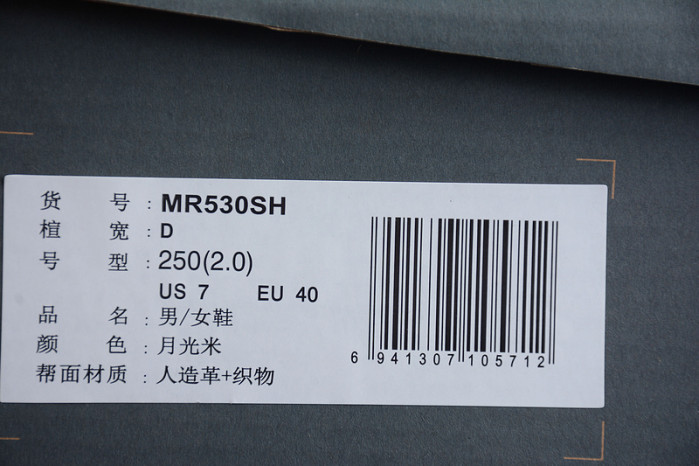 货 号 : MR530SH
楦 宽 : D
号 型 : 250(2.0)
US 7 EU 40
品 名 : 男/女鞋
颜 色 : 月光米
帮面材质 : 人造革+织物
6 941307 105712